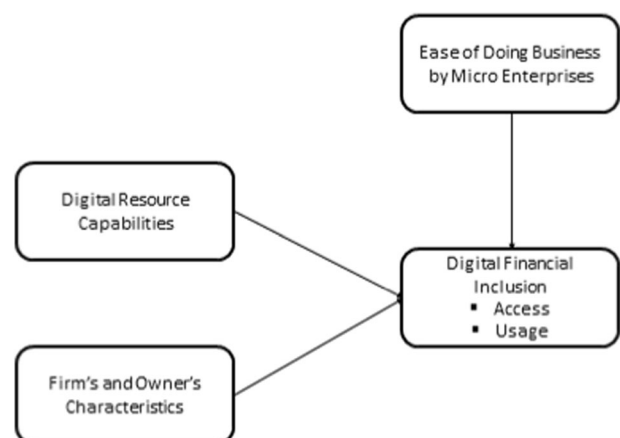 Ease of Doing Business
by Micro Enterprises
Digital Resource
Capabilities
Digital Financial
Inclusion
▪ Access
▪ Usage
Firm's and Owner's
Characteristics